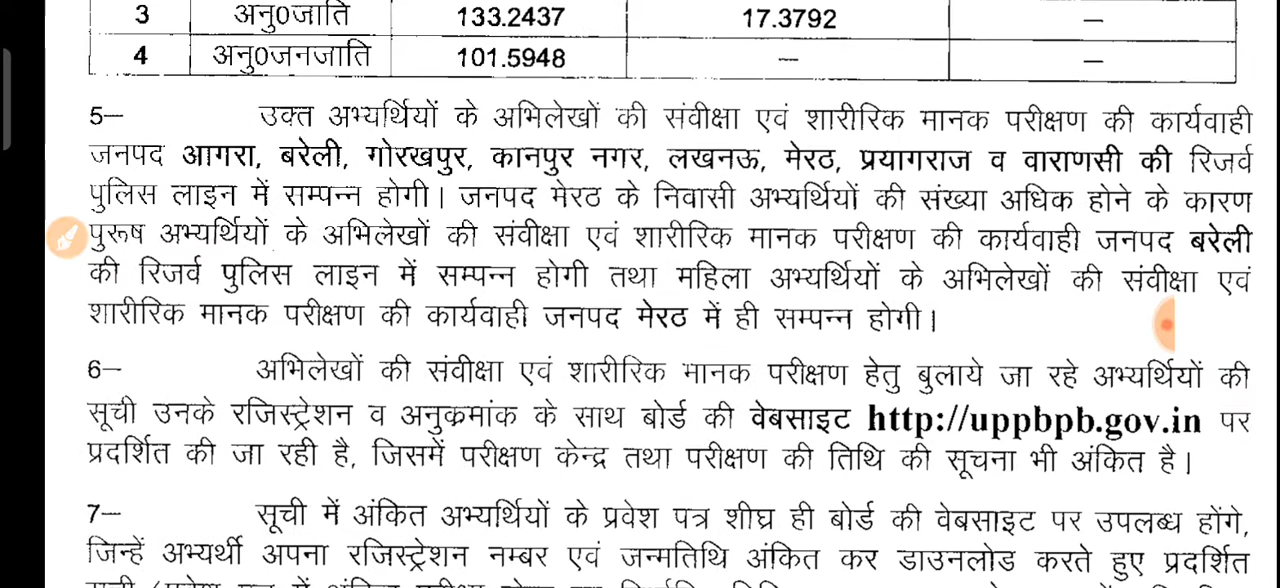 3 अनु0जाति 133.2437 17.3792 —
4 अनु0जनजाति 101.5948 — —
5— उक्त अभ्यर्थियों के अभिलेखों की संवीक्षा एवं शारीरिक मानक परीक्षण की कार्यवाही
जनपद आगरा, बरेली, गोरखपुर, कानपुर नगर, लखनऊ, मेरठ, प्रयागराज व वाराणसी की रिजर्व
पुलिस लाइन में सम्पन्न होगी। जनपद मेरठ के निवासी अभ्यर्थियों की संख्या अधिक होने के कारण
पुरूष अभ्यर्थियों के अभिलेखों की संवीक्षा एवं शारीरिक मानक परीक्षण की कार्यवाही जनपद बरेली
की रिजर्व पुलिस लाइन में सम्पन्न होगी तथा महिला अभ्यर्थियों के अभिलेखों की संवीक्षा एवं
शारीरिक मानक परीक्षण की कार्यवाही जनपद मेरठ में ही सम्पन्न होगी।
6— अभिलेखों की संवीक्षा एवं शारीरिक मानक परीक्षण हेतु बुलाये जा रहे अभ्यर्थियों की
सूची उनके रजिस्ट्रेशन व अनुक्रमांक के साथ बोर्ड की वेबसाइट http://uppbpb.gov.in पर
प्रदर्शित की जा रही है, जिसमें परीक्षण केन्द्र तथा परीक्षण की तिथि की सूचना भी अंकित है।
7— सूची में अंकित अभ्यर्थियों के प्रवेश पत्र शीघ्र ही बोर्ड की वेबसाइट पर उपलब्ध होंगे,
जिन्हें अभ्यर्थी अपना रजिस्ट्रेशन नम्बर एवं जन्मतिथि अंकित कर डाउनलोड करते हुए प्रदर्शित